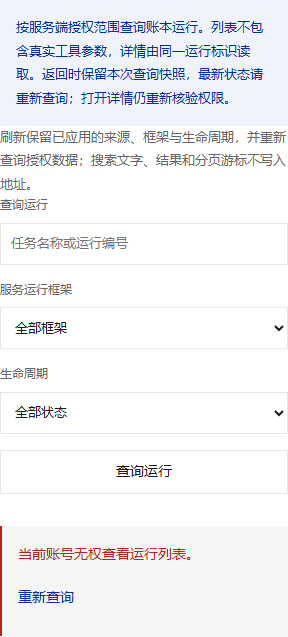 按服务端授权范围查询账本运行。列表不包
含真实工具参数，详情由同一运行标识读
取。返回时保留本次查询快照，最新状态请
重新查询；打开详情仍重新核验权限。
刷新保留已应用的来源、框架与生命周期，并重新
查询授权数据；搜索文字、结果和分页游标不写入
地址。
查询运行
任务名称或运行编号
服务运行框架
全部框架
生命周期
全部状态
查询运行
当前账号无权查看运行列表。
重新查询